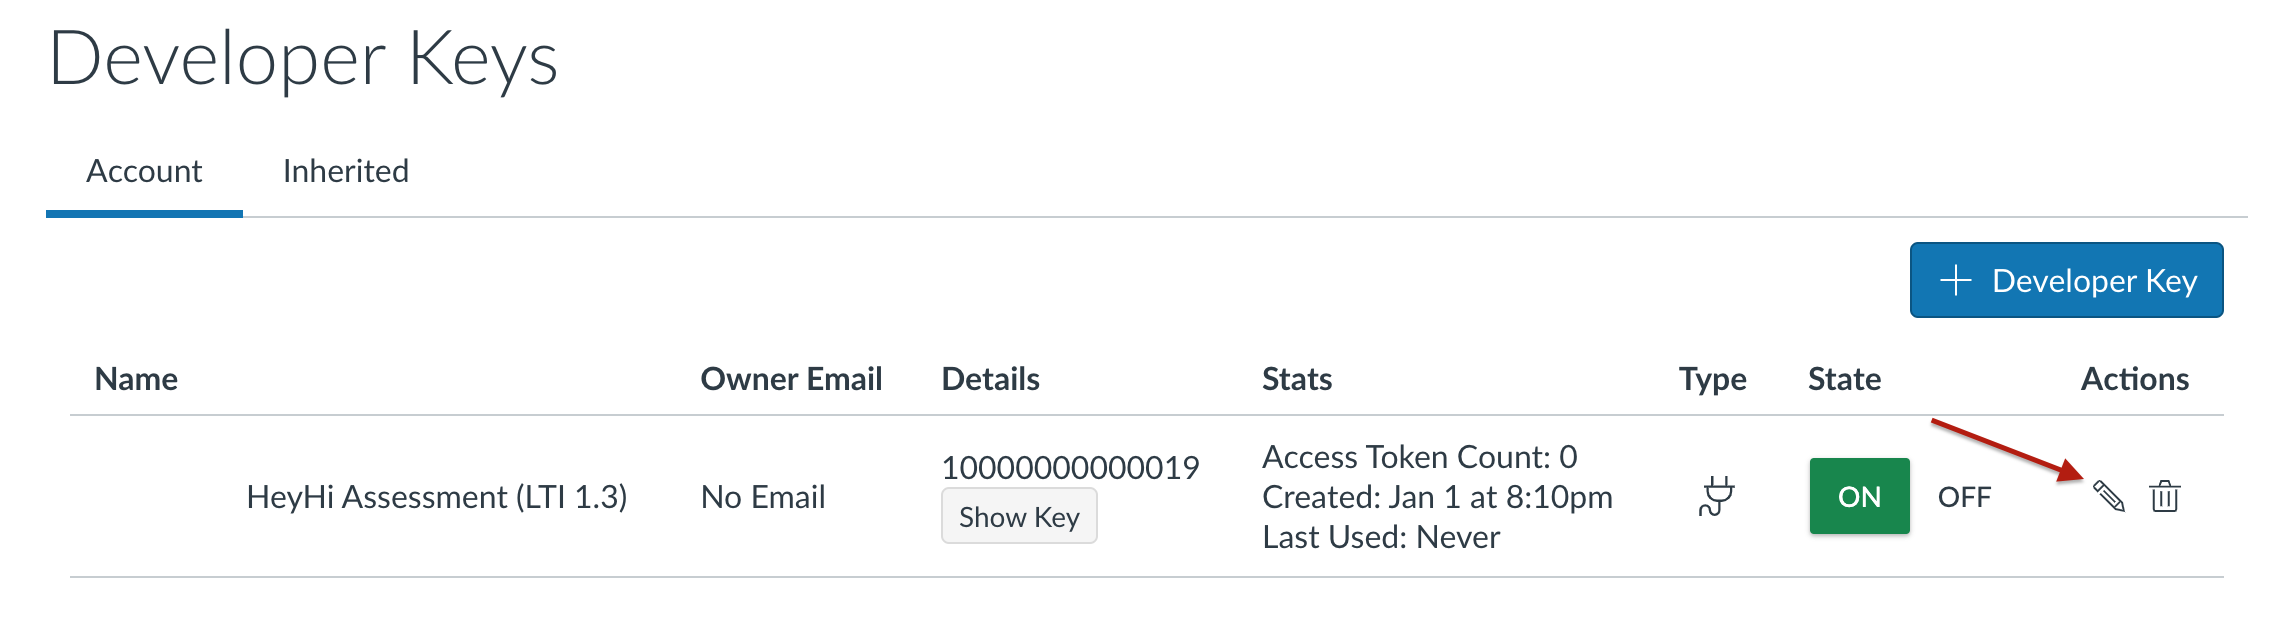 Developer Keys
Account Inherited
+ Developer Key
Name Owner Email Details Stats Type State Actions
HeyHi Assessment (LTI 1.3) No Email 10000000000019 Show Key Access Token Count: 0 ON OFF
Created: Jan 1 at 8:10pm
Last Used: Never